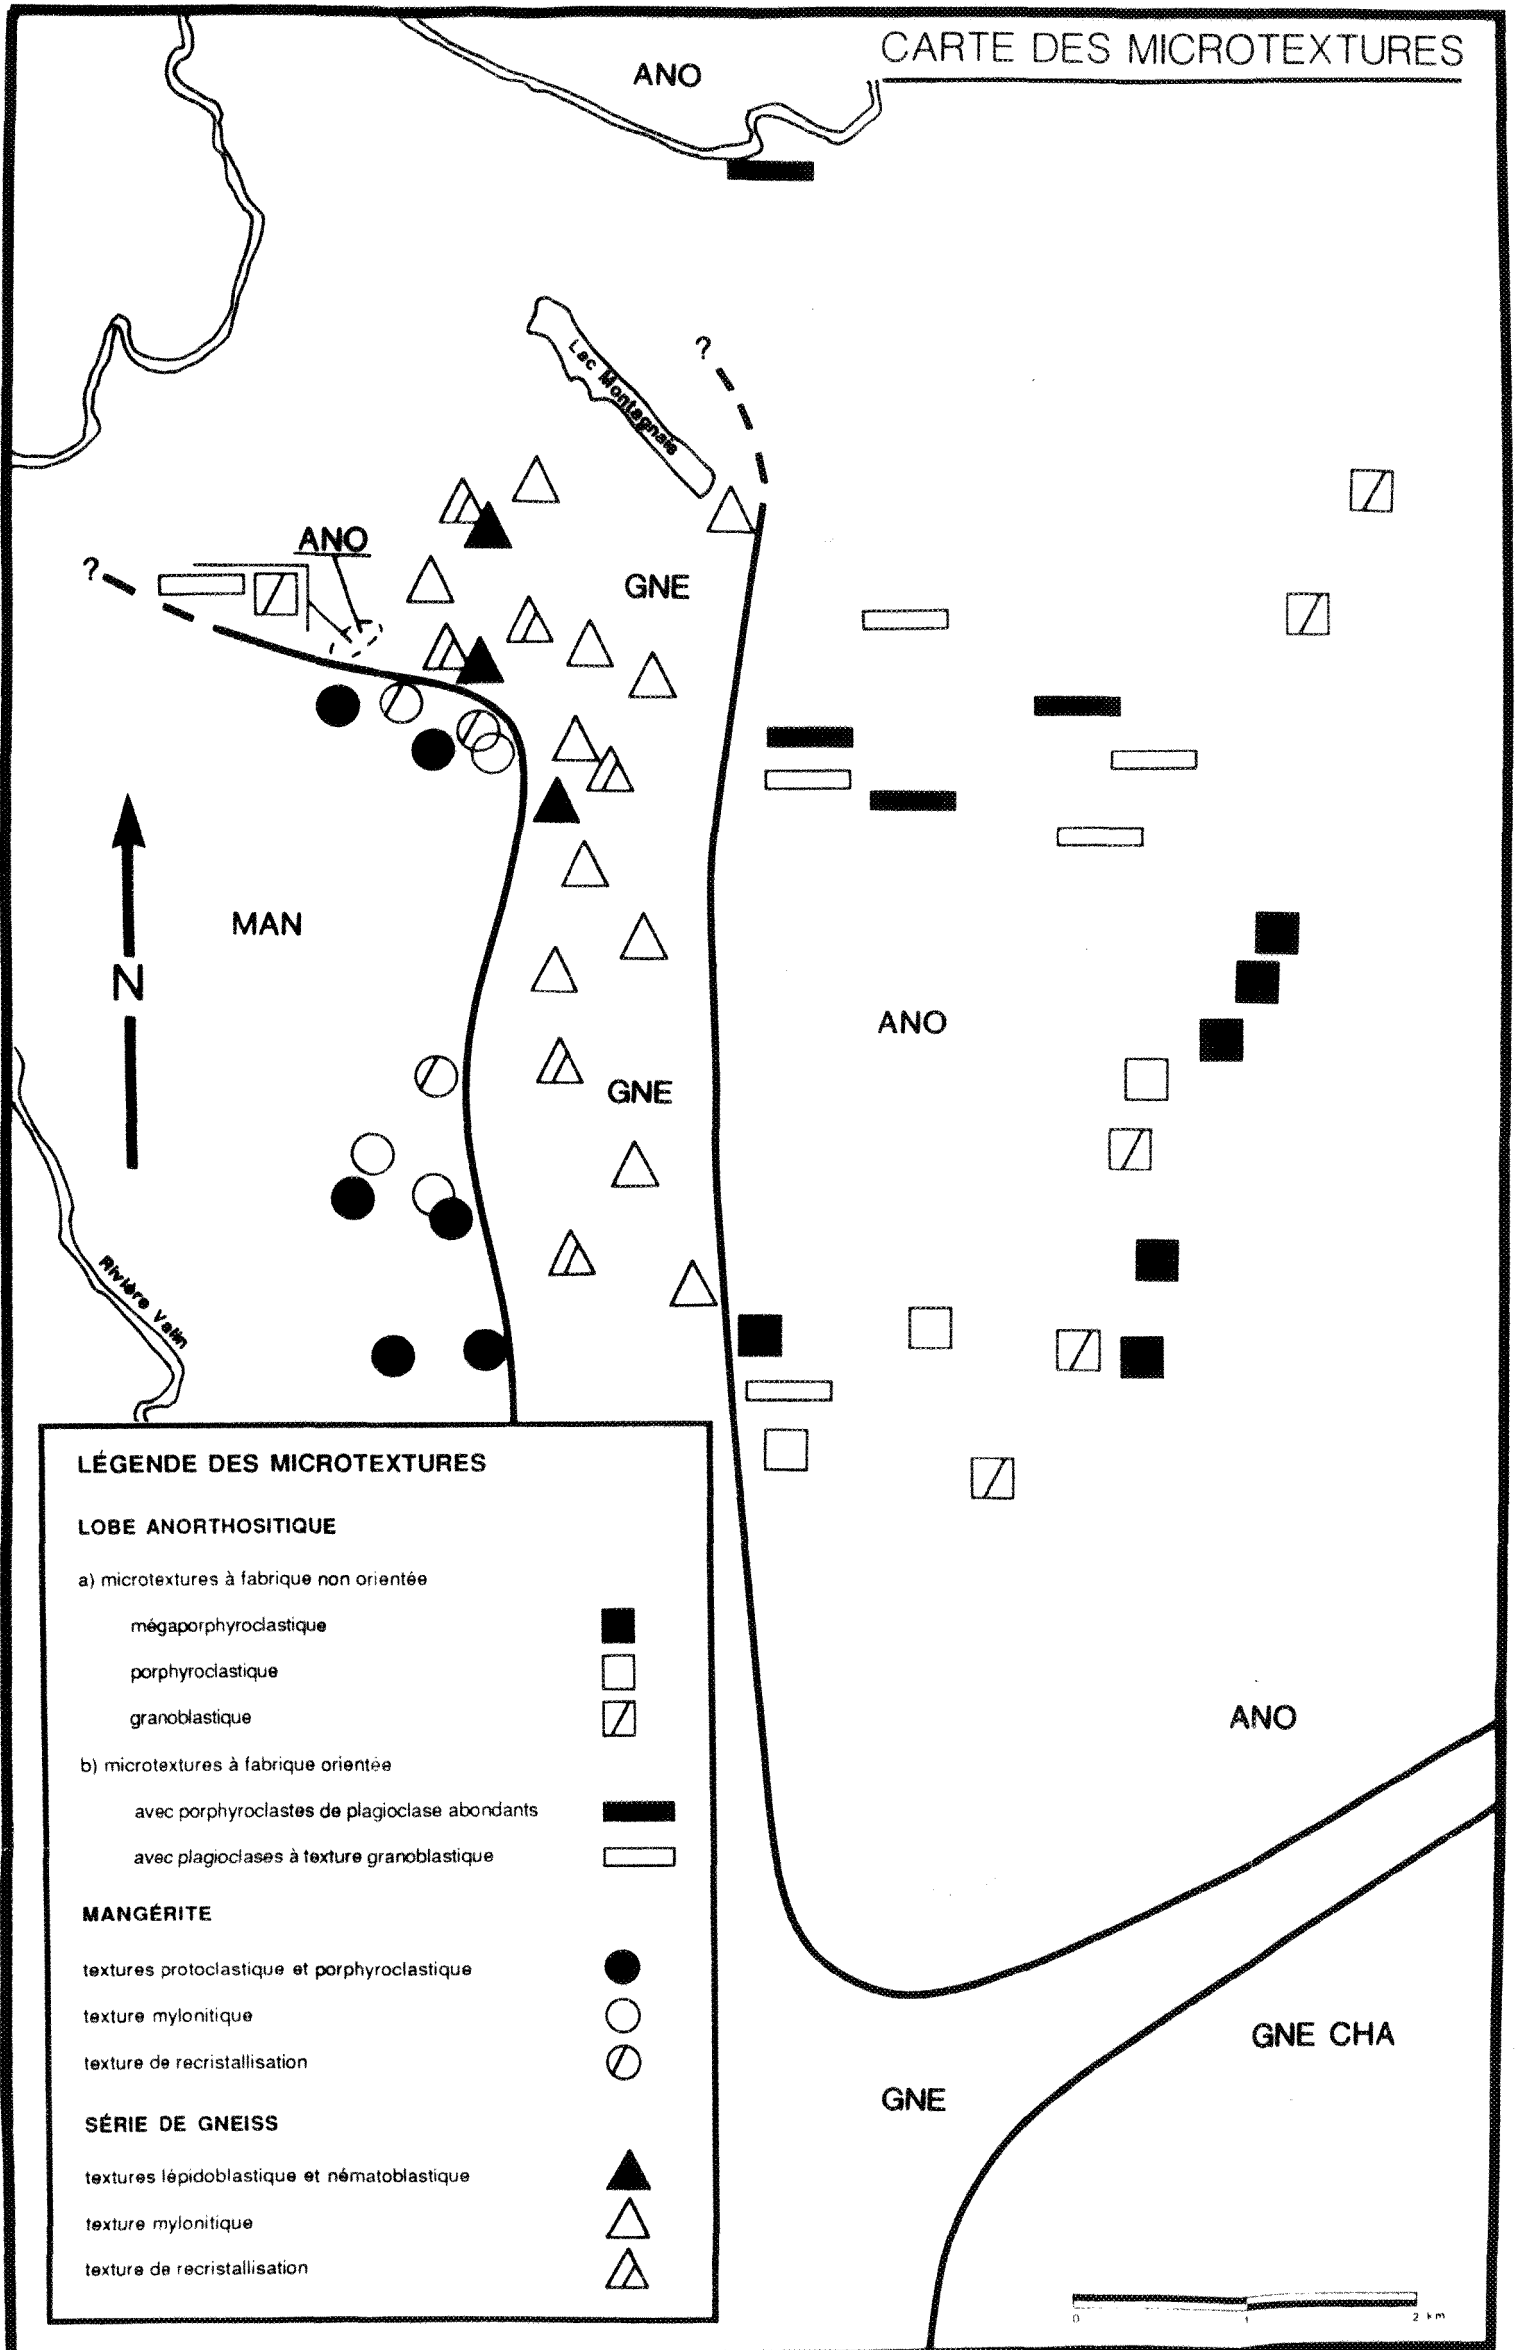 CARTE DES MICROTEXTURES
ANO
?
Lac Montagnais
ANO
?
GNE
MAN
N
ANO
GNE
Rivière Valin
LÉGENDE DES MICROTEXTURES
LOBE ANORTHOSITIQUE
a) microtextures à fabrique non orientée
mégaporphyroclastique
porphyroclastique
granoblastique
b) microtextures à fabrique orientée
avec porphyroclastes de plagioclase abondants
avec plagioclases à texture granoblastique
MANGÉRITE
textures protoclastique et porphyroclastique
texture mylonitique
texture de recristallisation
SÉRIE DE GNEISS
textures lépidoblastique et nématoblastique
texture mylonitique
texture de recristallisation
ANO
GNE CHA
GNE
0 1 2 km